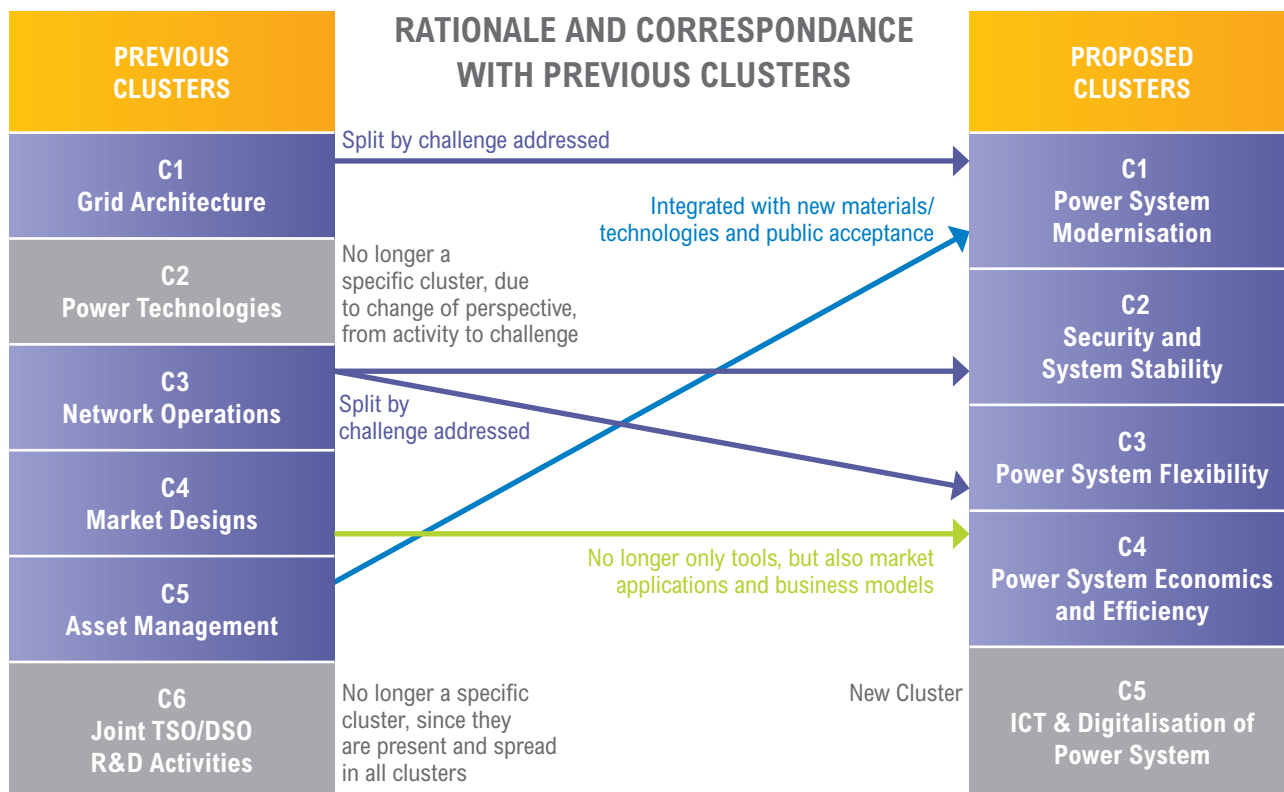 RATIONALE AND CORRESPONDANCE
WITH PREVIOUS CLUSTERS
PREVIOUS
CLUSTERS
C1
Grid Architecture
C2
Power Technologies
C3
Network Operations
C4
Market Designs
C5
Asset Management
C6
Joint TSO/DSO
R&D Activities
Split by challenge addressed
Integrated with new materials/
technologies and public acceptance
No longer a
specific cluster, due
to change of perspective,
from activity to challenge
Split by
challenge addressed
No longer only tools, but also market
applications and business models
No longer a specific
cluster, since they
are present and spread
in all clusters
New Cluster
PROPOSED
CLUSTERS
C1
Power System
Modernisation
C2
Security and
System Stability
C3
Power System Flexibility
C4
Power System Economics
and Efficiency
C5
ICT & Digitalisation of
Power System